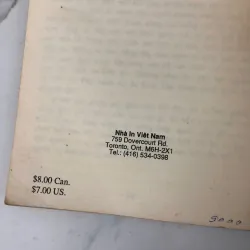 Nhà In Việt Nam
759 Dovercourt Rd.
Toronto, Ont. M6H-2X1
Tel.: (416) 534-0398
$8.00 Can.
$7.00 US.
3000